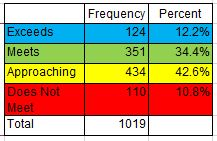 Frequency Percent
Exceeds 124 12.2%
Meets 351 34.4%
Approaching 434 42.6%
Does Not Meet 110 10.8%
Total 1019